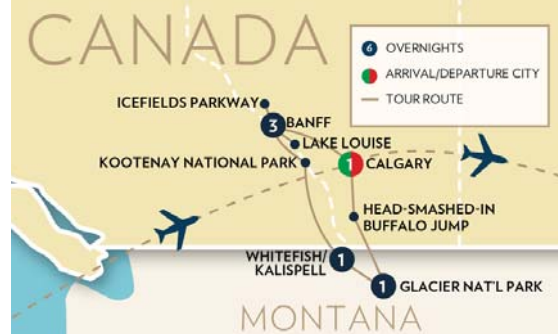 CANADA
6 OVERNIGHTS
ARRIVAL/DEPARTURE CITY
TOUR ROUTE
ICEFIELDS PARKWAY
3 BANFF
LAKE LOUISE
KOOTENAY NATIONAL PARK
1 CALGARY
HEAD-SMASHED-IN
BUFFALO JUMP
WHITEFISH/
KALISPELL 1
1 GLACIER NAT'L PARK
MONTANA